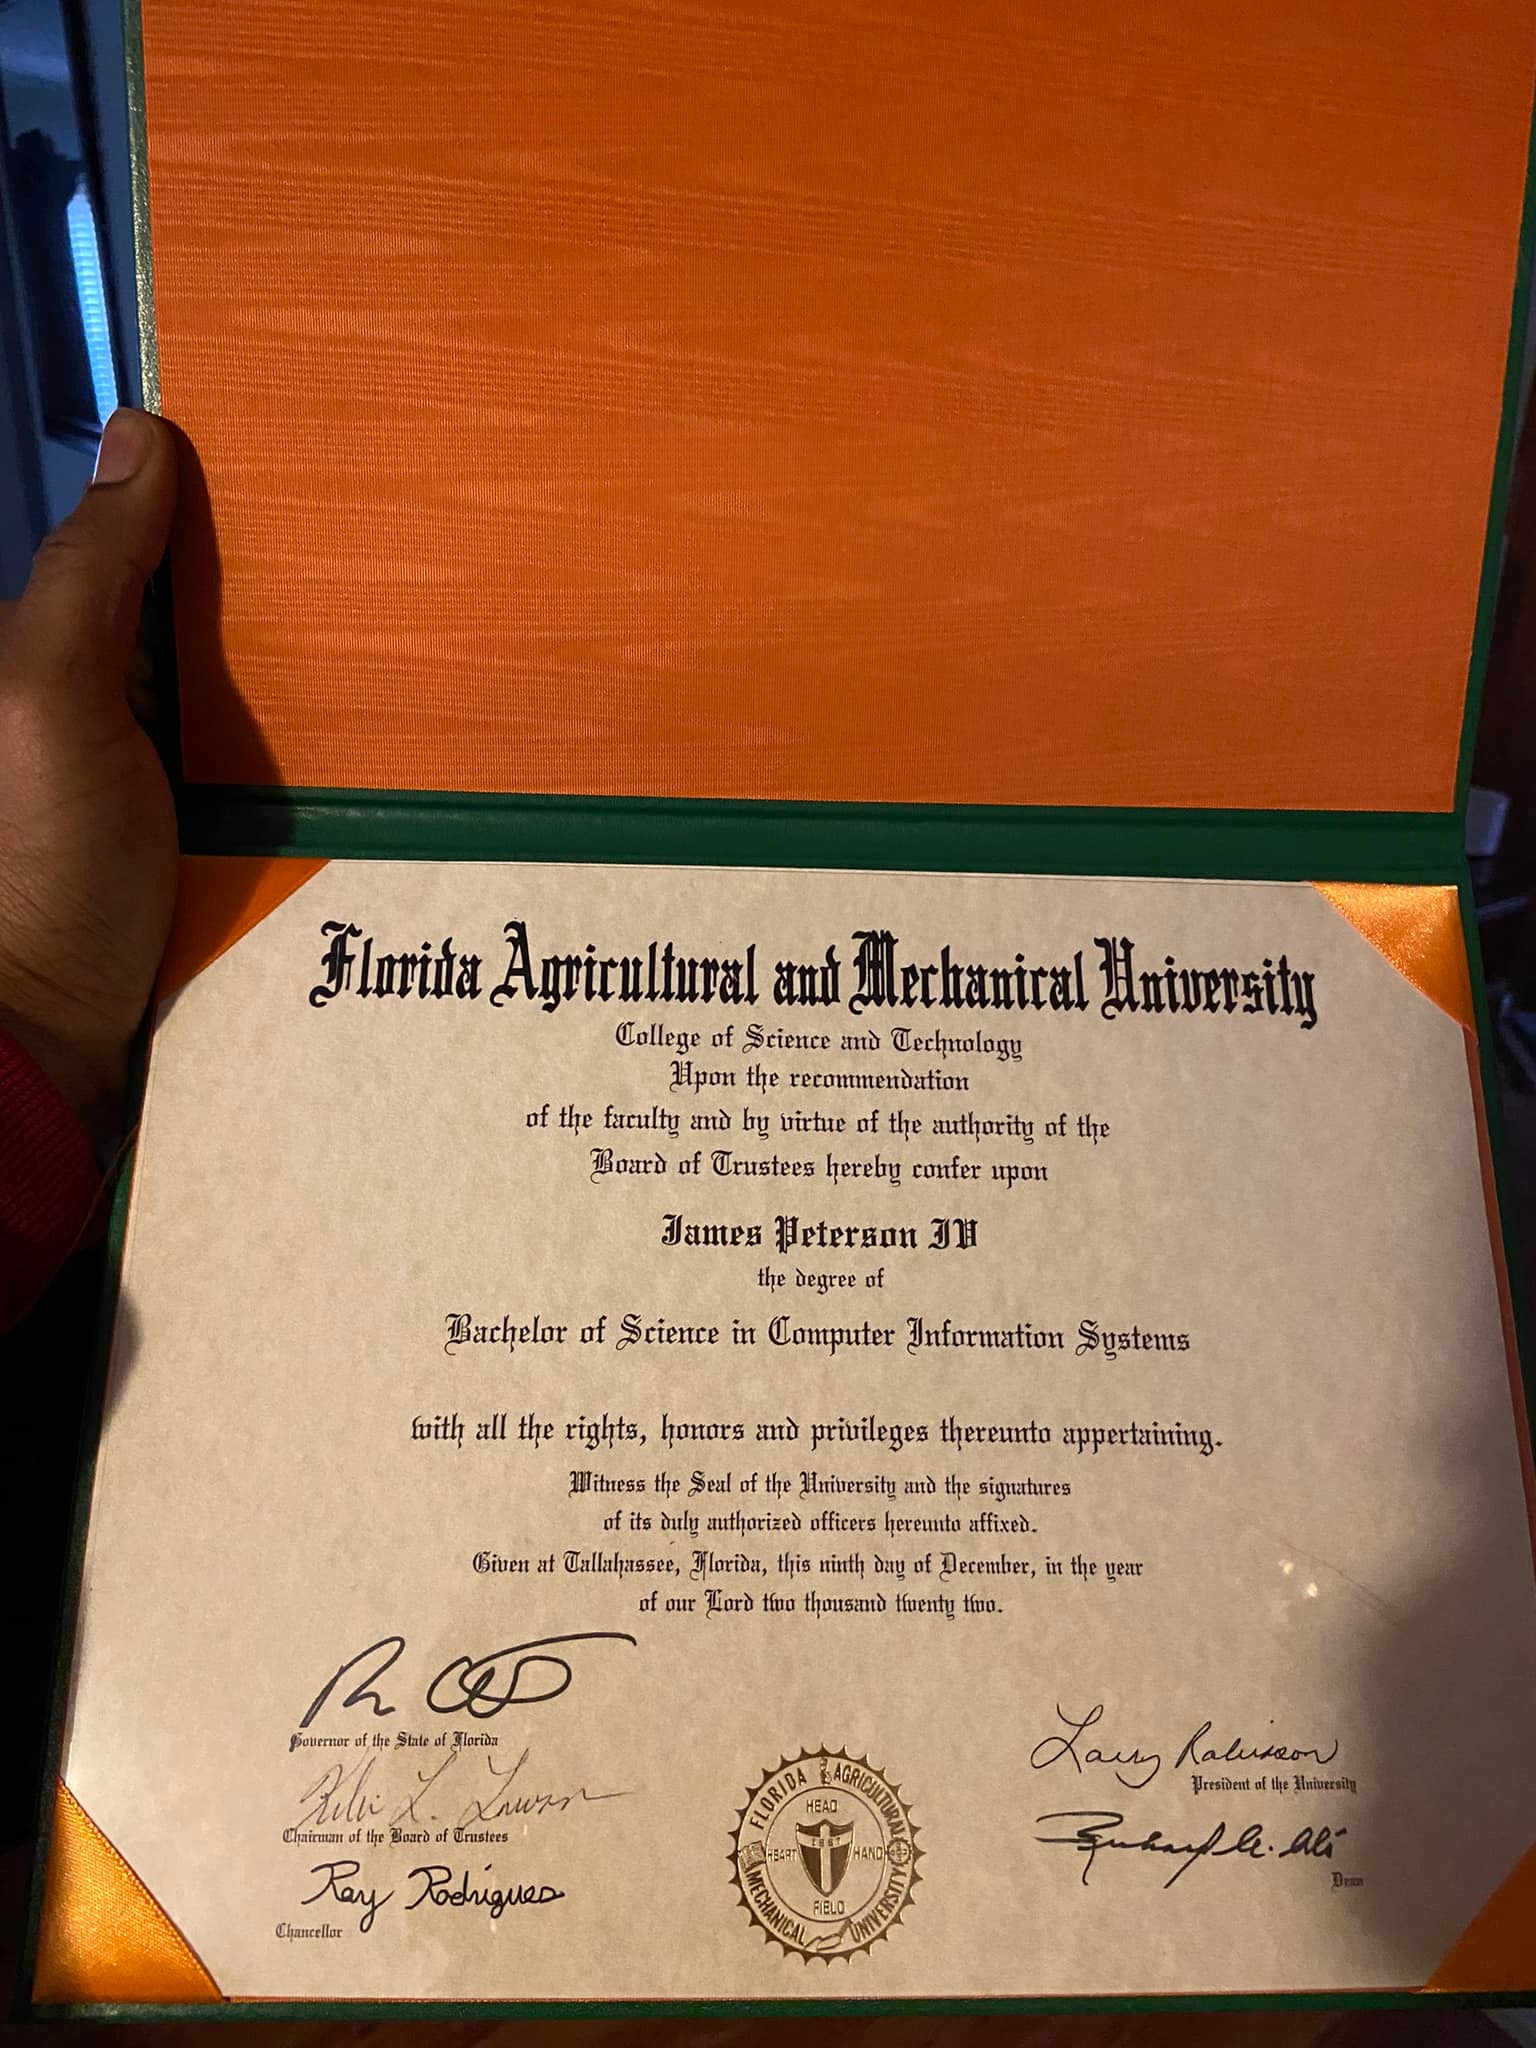 Florida Agricultural and Mechanical University
College of Science and Technology
Upon the recommendation
of the faculty and by virtue of the authority of the
Board of Trustees hereby confer upon
James Peterson IV
the degree of
Bachelor of Science in Computer Information Systems
with all the rights, honors and privileges thereunto appertaining.
Witness the Seal of the University and the signatures
of its duly authorized officers hereunto affixed.
Given at Tallahassee, Florida, this ninth day of December, in the year
of our Lord two thousand twenty two.
Governor of the State of Florida
Chairman of the Board of Trustees
Ray Rodrigues
Chancellor
FLORIDA AGRICULTURAL
MECHANICAL UNIVERSITY
HEAD
1887
HEART HAND
FIELD
Larry Robinson
President of the University
Dean